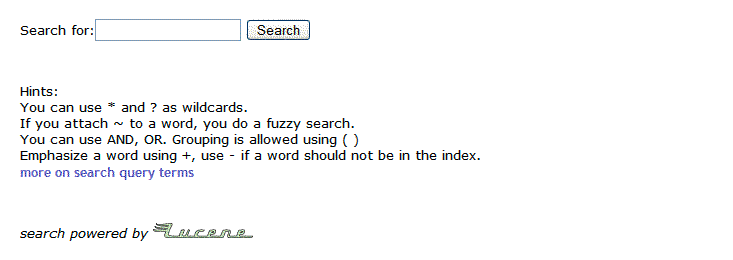 Search for: Search
Hints:
You can use * and ? as wildcards.
If you attach ~ to a word, you do a fuzzy search.
You can use AND, OR. Grouping is allowed using ( )
Emphasize a word using +, use - if a word should not be in the index.
more on search query terms
search powered by Lucene